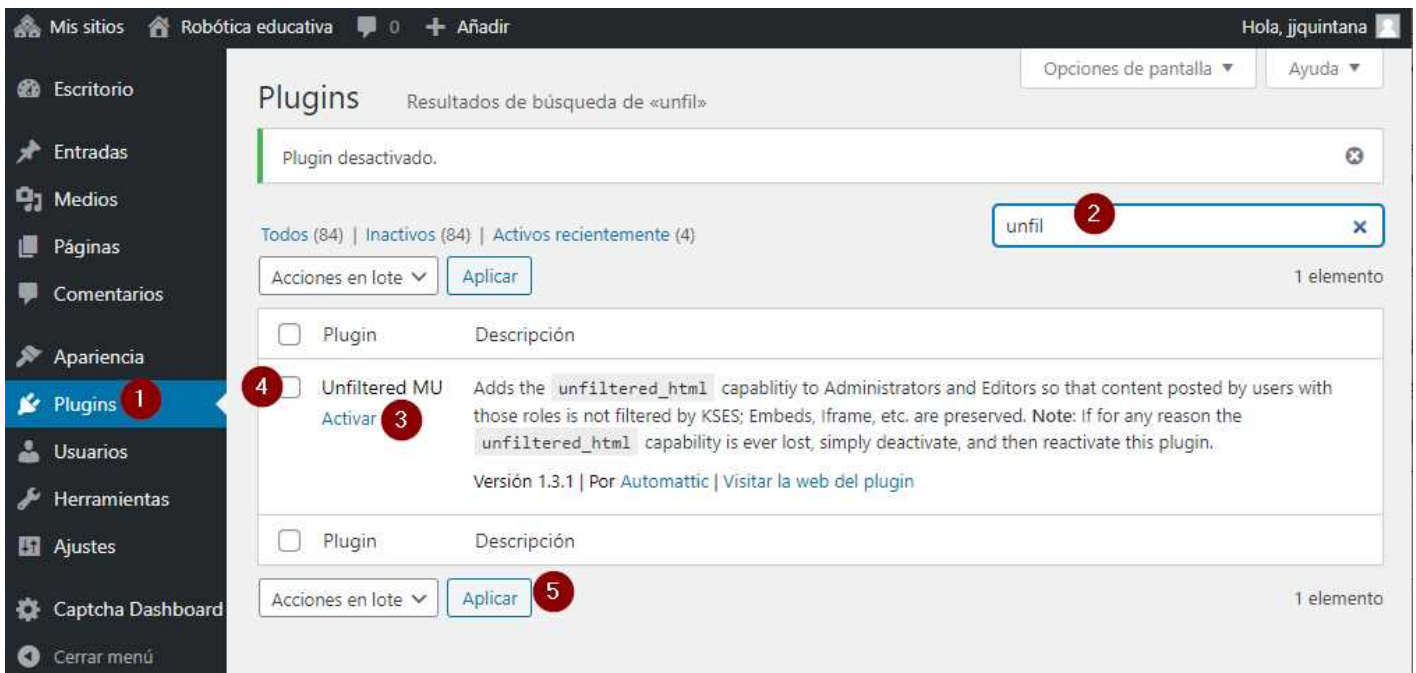 Mis sitios Robótica educativa 0 Añadir Hola, jjquintana
Opciones de pantalla ▼ Ayuda ▼
Escritorio
Entradas
Medios
Páginas
Comentarios
Apariencia
Plugins 1
Usuarios
Herramientas
Ajustes
Captcha Dashboard
Cerrar menú
Plugins Resultados de búsqueda de «unfil»
Plugin desactivado.
unfil 2
Todos (84) | Inactivos (84) | Activos recientemente (4)
Acciones en lote Aplicar 1 elemento
Plugin Descripción
4 Unfiltered MU
Activar 3
Adds the unfiltered_html capablitiy to Administrators and Editors so that content posted by users with
those roles is not filtered by KSES; Embeds, Iframe, etc. are preserved. Note: If for any reason the
unfiltered_html capability is ever lost, simply deactivate, and then reactivate this plugin.
Versión 1.3.1 | Por Automattic | Visitar la web del plugin
Plugin Descripción
Acciones en lote Aplicar 5 1 elemento